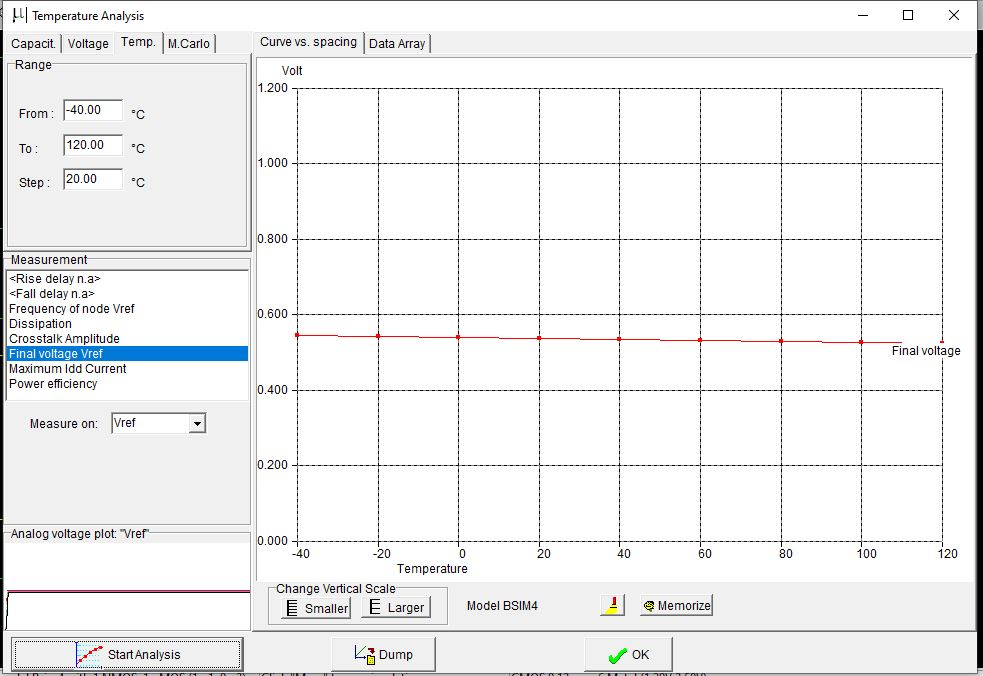 Temperature Analysis
Capacit. Voltage Temp. M.Carlo
Range
From : -40.00 °C
To : 120.00 °C
Step : 20.00 °C
Measurement
<Rise delay n.a>
<Fall delay n.a>
Frequency of node Vref
Dissipation
Crosstalk Amplitude
Final voltage Vref
Maximum Idd Current
Power efficiency
Measure on: Vref
Analog voltage plot: "Vref"
Start Analysis
Curve vs. spacing Data Array
Volt
1.200
1.000
0.800
0.600
Final voltage
0.400
0.200
0.000
-40 -20 0 20 40 60 80 100 120
Temperature
Change Vertical Scale
Smaller Larger
Model BSIM4
Memorize
Dump
OK